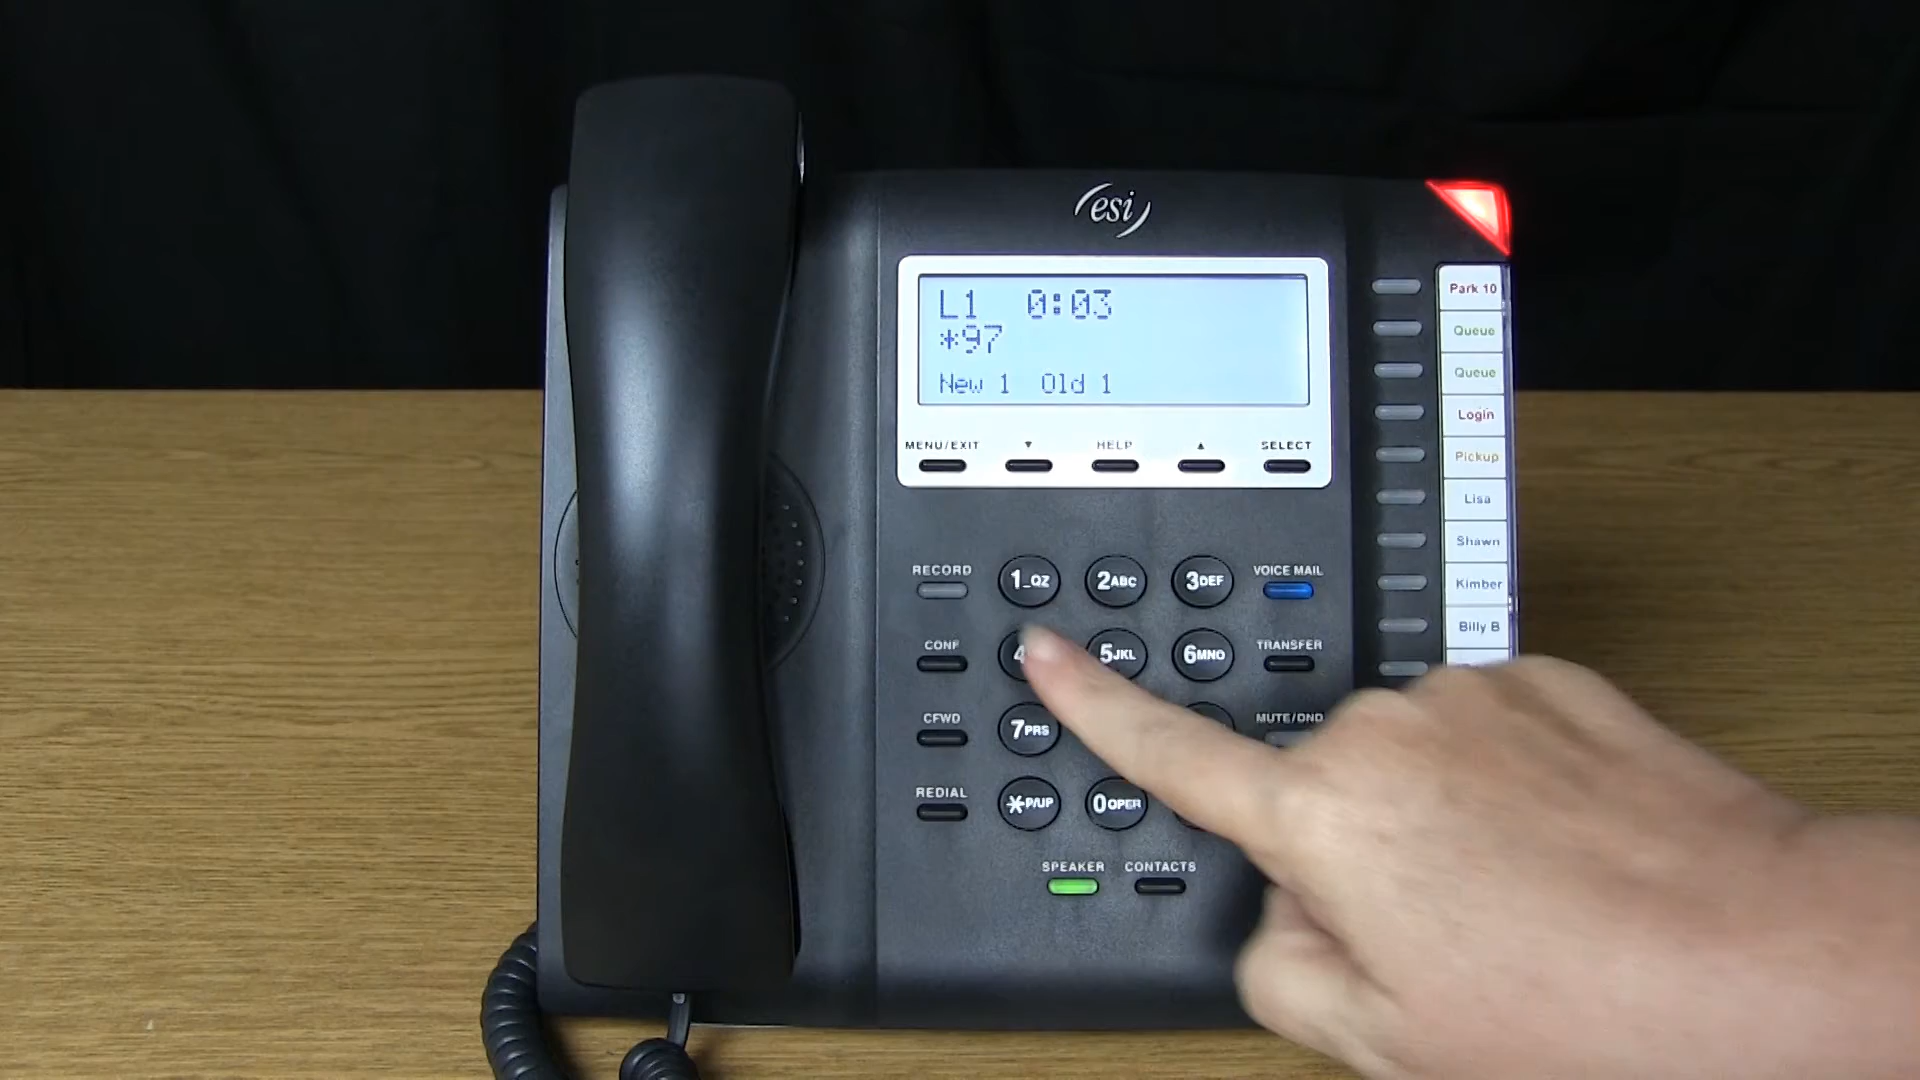 esi
L1 0:03
*97
New 1 Old 1
MENU/EXIT ▼ HELP ▲ SELECT
Park 10
Queue
Queue
Login
Pickup
Lisa
Shawn
Kimber
Billy B
RECORD 1_QZ 2ABC 3DEF VOICE MAIL
CONF 4 5JKL 6MNO TRANSFER
CFWD 7PRS MUTE/DND
REDIAL *P/UP 0OPER
SPEAKER CONTACTS